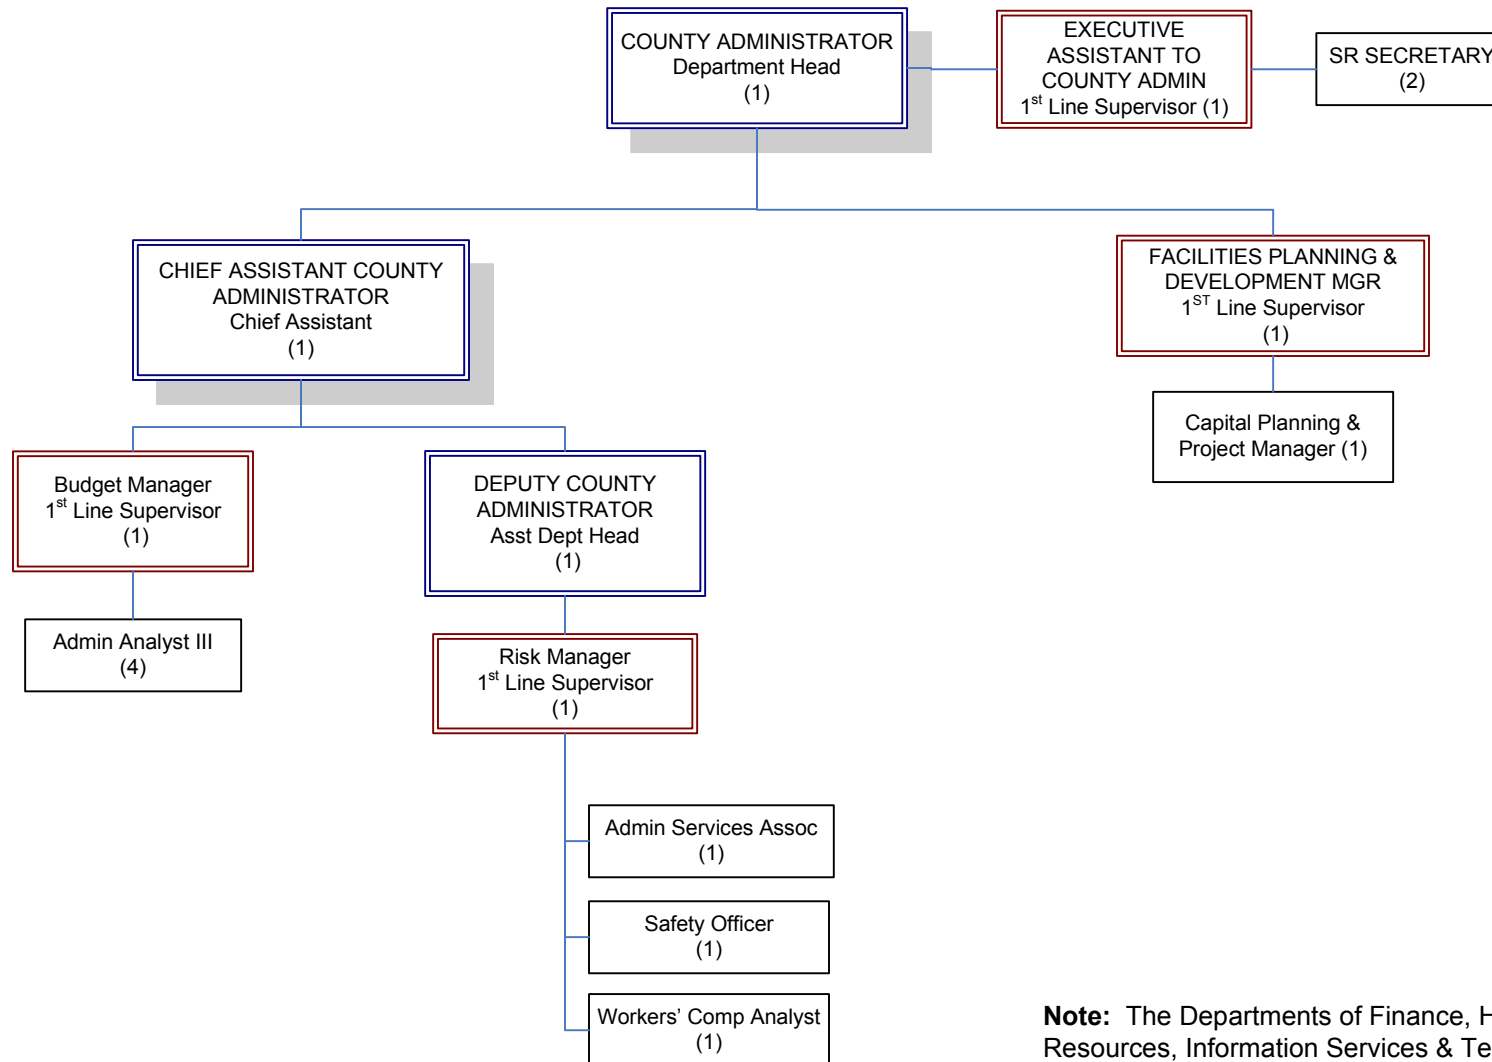 COUNTY ADMINISTRATOR
Department Head
(1)
EXECUTIVE
ASSISTANT TO
COUNTY ADMIN
1st Line Supervisor (1)
SR SECRETARY
(2)
CHIEF ASSISTANT COUNTY
ADMINISTRATOR
Chief Assistant
(1)
FACILITIES PLANNING &
DEVELOPMENT MGR
1ST Line Supervisor
(1)
Capital Planning &
Project Manager (1)
Budget Manager
1st Line Supervisor
(1)
DEPUTY COUNTY
ADMINISTRATOR
Asst Dept Head
(1)
Admin Analyst III
(4)
Risk Manager
1st Line Supervisor
(1)
Admin Services Assoc
(1)
Safety Officer
(1)
Workers' Comp Analyst
(1)
Note: The Departments of Finance, H
Resources, Information Services & Te